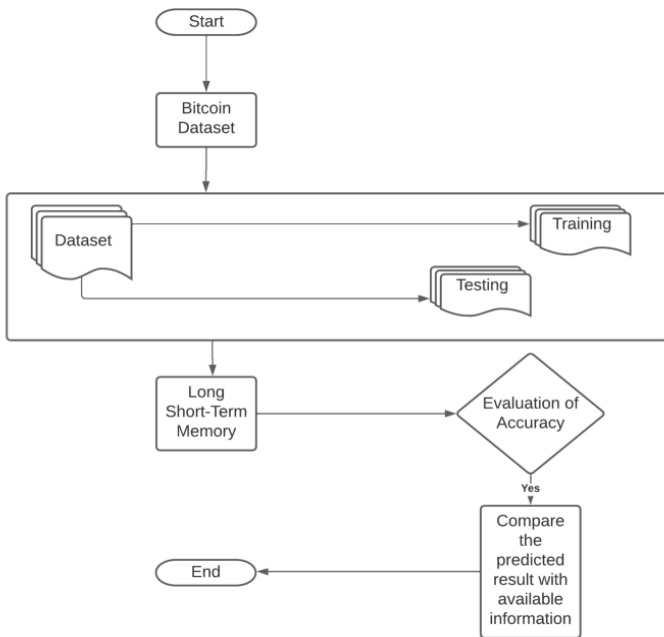 Start
Bitcoin
Dataset
Dataset
Training
Testing
Long
Short-Term
Memory
Evaluation of
Accuracy
Yes
Compare
the
predicted
result with
available
information
End